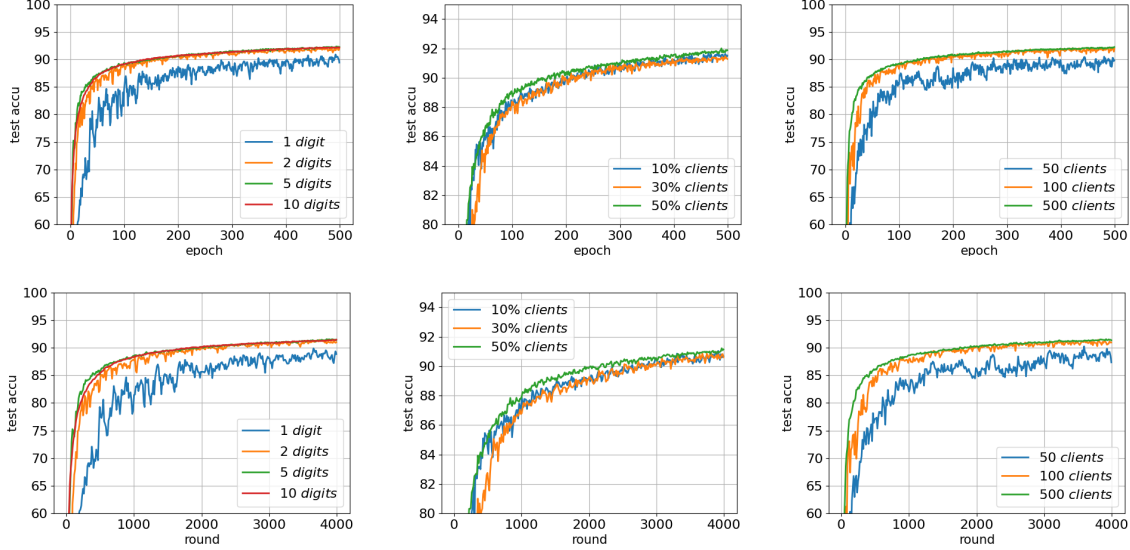 100
95
90
85
80
75
70
65
60
test accu
0 100 200 300 400 500
epoch
1 digit
2 digits
5 digits
10 digits
94
92
90
88
86
84
82
80
test accu
0 100 200 300 400 500
epoch
10% clients
30% clients
50% clients
100
95
90
85
80
75
70
65
60
test accu
0 100 200 300 400 500
epoch
50 clients
100 clients
500 clients
100
95
90
85
80
75
70
65
60
test accu
0 1000 2000 3000 4000
round
1 digit
2 digits
5 digits
10 digits
94
92
90
88
86
84
82
80
test accu
0 1000 2000 3000 4000
round
10% clients
30% clients
50% clients
100
95
90
85
80
75
70
65
60
test accu
0 1000 2000 3000 4000
round
50 clients
100 clients
500 clients